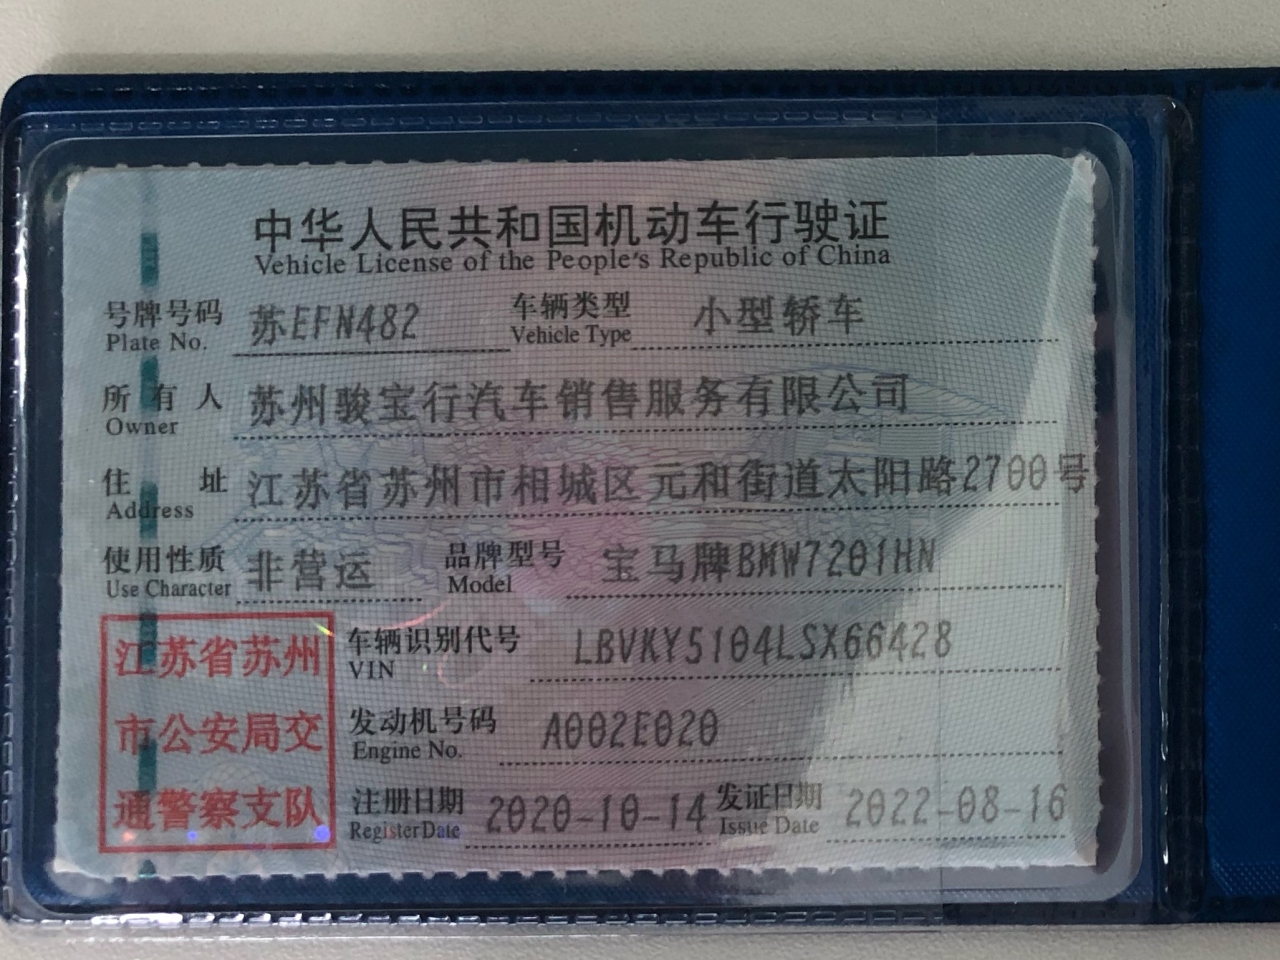 中华人民共和国机动车行驶证
Vehicle License of the People's Republic of China
号牌号码 苏EFN482 车辆类型 小型轿车
Plate No. Vehicle Type
所有人 苏州骏宝行汽车销售服务有限公司
Owner
住址 江苏省苏州市相城区元和街道太阳路2700号
Address
使用性质 非营运 品牌型号 宝马牌BMW7201HN
Use Character Model
车辆识别代号 LBVKY5104LSX66428
VIN
发动机号码 A002E020
Engine No.
注册日期 2020-10-14 发证日期 2022-08-16
RegisterDate Issue Date
江苏省苏州
市公安局交
通警察支队